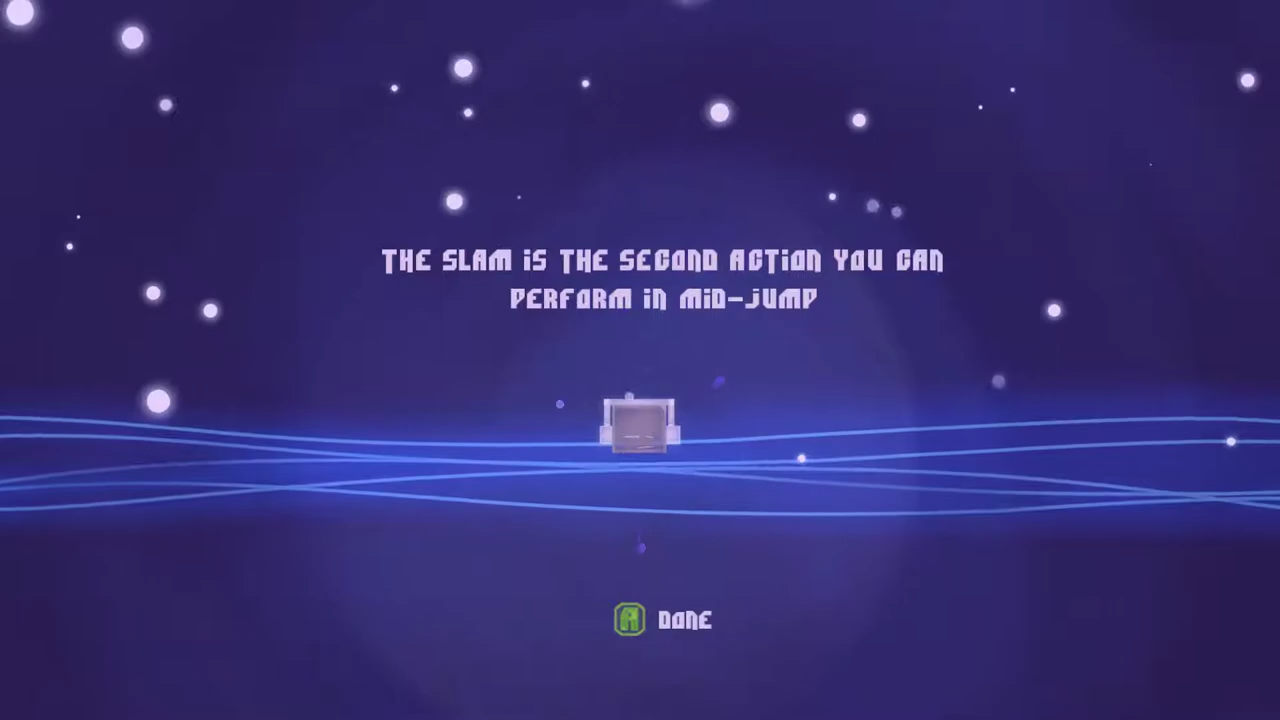 THE SLAM iS THE SECOND ACTiON YOU CAN
PERFORM iN MiD-JUMP
A DONE